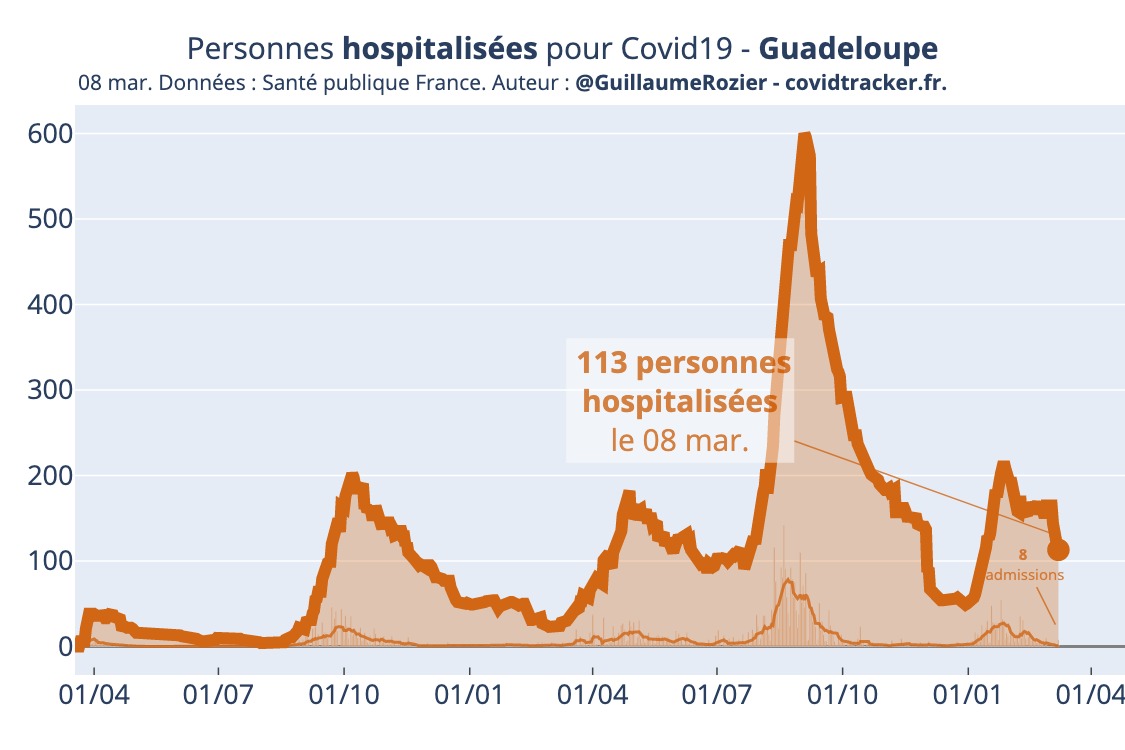 Personnes hospitalisées pour Covid19 - Guadeloupe
08 mar. Données : Santé publique France. Auteur : @GuillaumeRozier - covidtracker.fr.
600
500
400
300
200
100
0
113 personnes
hospitalisées
le 08 mar.
8
admissions
01/04
01/07
01/10
01/01
01/04
01/07
01/10
01/01
01/04